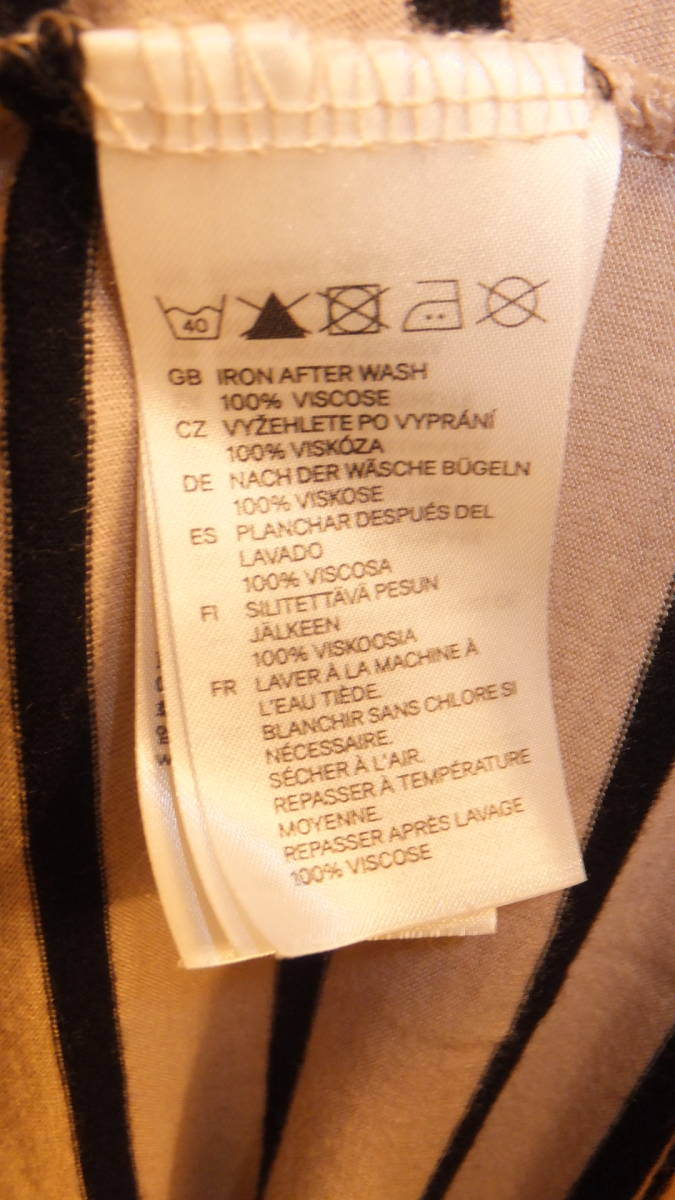 40
GB IRON AFTER WASH
100% VISCOSE
CZ VYŽEHLETE PO VYPRÁNÍ
100% VISKÓZA
DE NACH DER WÄSCHE BÜGELN
100% VISKOSE
ES PLANCHAR DESPUÉS DEL
LAVADO
100% VISCOSA
FI SILITETTÄVÄ PESUN
JÄLKEEN
100% VISKOOSIA
FR LAVER À LA MACHINE À
L'EAU TIÈDE.
BLANCHIR SANS CHLORE SI
NÉCESSAIRE.
SÉCHER À L'AIR.
REPASSER À TEMPÉRATURE
MOYENNE.
REPASSER APRÈS LAVAGE
100% VISCOSE